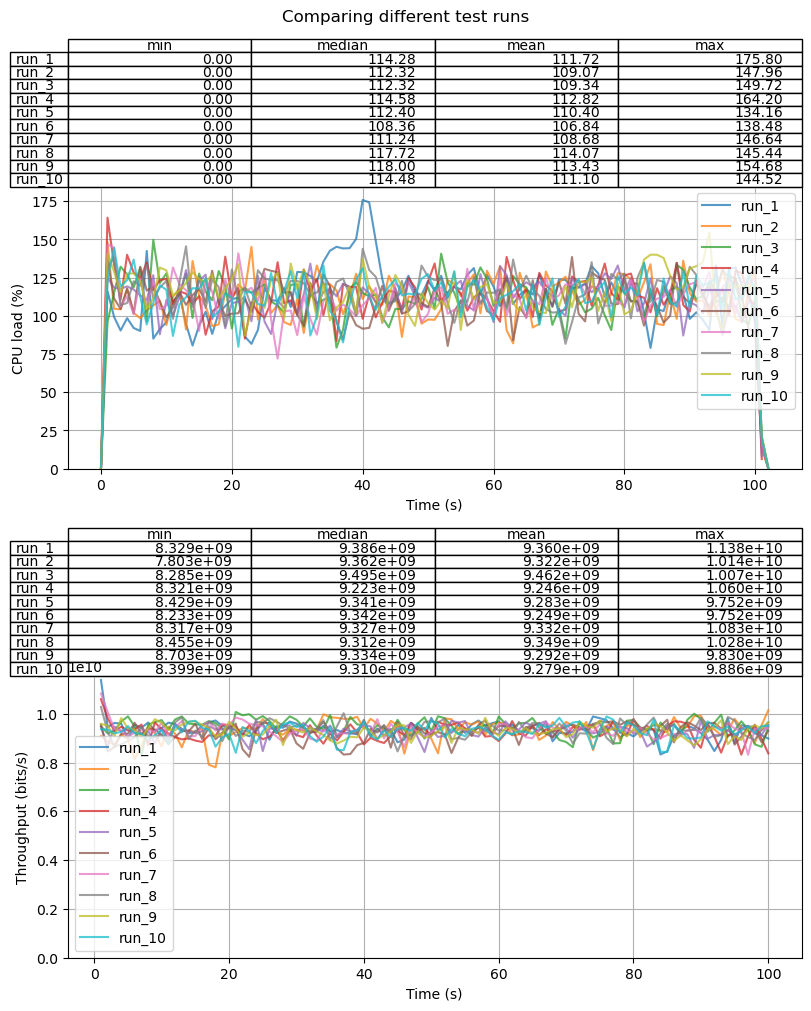 Comparing different test runs
min median mean max
run_1 0.00 114.28 111.72 175.80
run_2 0.00 112.32 109.07 147.96
run_3 0.00 112.32 109.34 149.72
run_4 0.00 114.58 112.82 164.20
run_5 0.00 112.40 110.40 134.16
run_6 0.00 108.36 106.84 138.48
run_7 0.00 111.24 108.68 146.64
run_8 0.00 117.72 114.07 145.44
run_9 0.00 118.00 113.43 154.68
run_10 0.00 114.48 111.10 144.52
175
150
125
100
75
50
25
0
CPU load (%)
run_1
run_2
run_3
run_4
run_5
run_6
run_7
run_8
run_9
run_10
0 20 40 60 80 100
Time (s)
min median mean max
run_1 8.329e+09 9.386e+09 9.360e+09 1.138e+10
run_2 7.803e+09 9.362e+09 9.322e+09 1.014e+10
run_3 8.285e+09 9.495e+09 9.462e+09 1.007e+10
run_4 8.321e+09 9.223e+09 9.246e+09 1.060e+10
run_5 8.429e+09 9.341e+09 9.283e+09 9.752e+09
run_6 8.233e+09 9.342e+09 9.249e+09 9.752e+09
run_7 8.317e+09 9.327e+09 9.332e+09 1.083e+10
run_8 8.455e+09 9.312e+09 9.349e+09 1.028e+10
run_9 8.703e+09 9.334e+09 9.292e+09 9.830e+09
run_10 8.399e+09 9.310e+09 9.279e+09 9.886e+09
1e10
1.0
0.8
0.6
0.4
0.2
0.0
Throughput (bits/s)
run_1
run_2
run_3
run_4
run_5
run_6
run_7
run_8
run_9
run_10
0 20 40 60 80 100
Time (s)